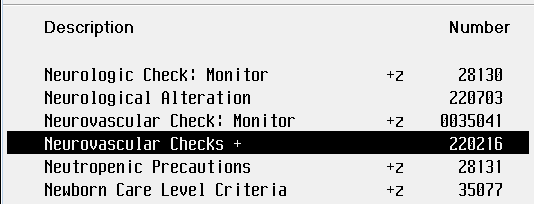 Description Number
Neurologic Check: Monitor +z 28130
Neurological Alteration 220703
Neurovascular Check: Monitor +z 0035041
Neurovascular Checks + 220216
Neutropenic Precautions +z 28131
Newborn Care Level Criteria +z 35077